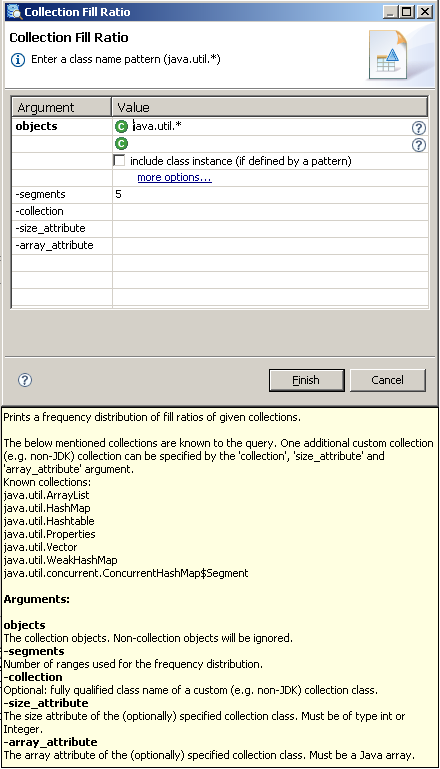 Collection Fill Ratio
Collection Fill Ratio
Enter a class name pattern (java.util.*)
Argument Value
objects java.util.*
include class instance (if defined by a pattern)
more options...
-segments 5
-collection
-size_attribute
-array_attribute
Finish Cancel
Prints a frequency distribution of fill ratios of given collections.
The below mentioned collections are known to the query. One additional custom collection
(e.g. non-JDK) collection can be specified by the 'collection', 'size_attribute' and
'array_attribute' argument.
Known collections:
java.util.ArrayList
java.util.HashMap
java.util.Hashtable
java.util.Properties
java.util.Vector
java.util.WeakHashMap
java.util.concurrent.ConcurrentHashMap$Segment
Arguments:
objects
The collection objects. Non-collection objects will be ignored.
-segments
Number of ranges used for the frequency distribution.
-collection
Optional: fully qualified class name of a custom (e.g. non-JDK) collection class.
-size_attribute
The size attribute of the (optionally) specified collection class. Must be of type int or
Integer.
-array_attribute
The array attribute of the (optionally) specified collection class. Must be a Java array.